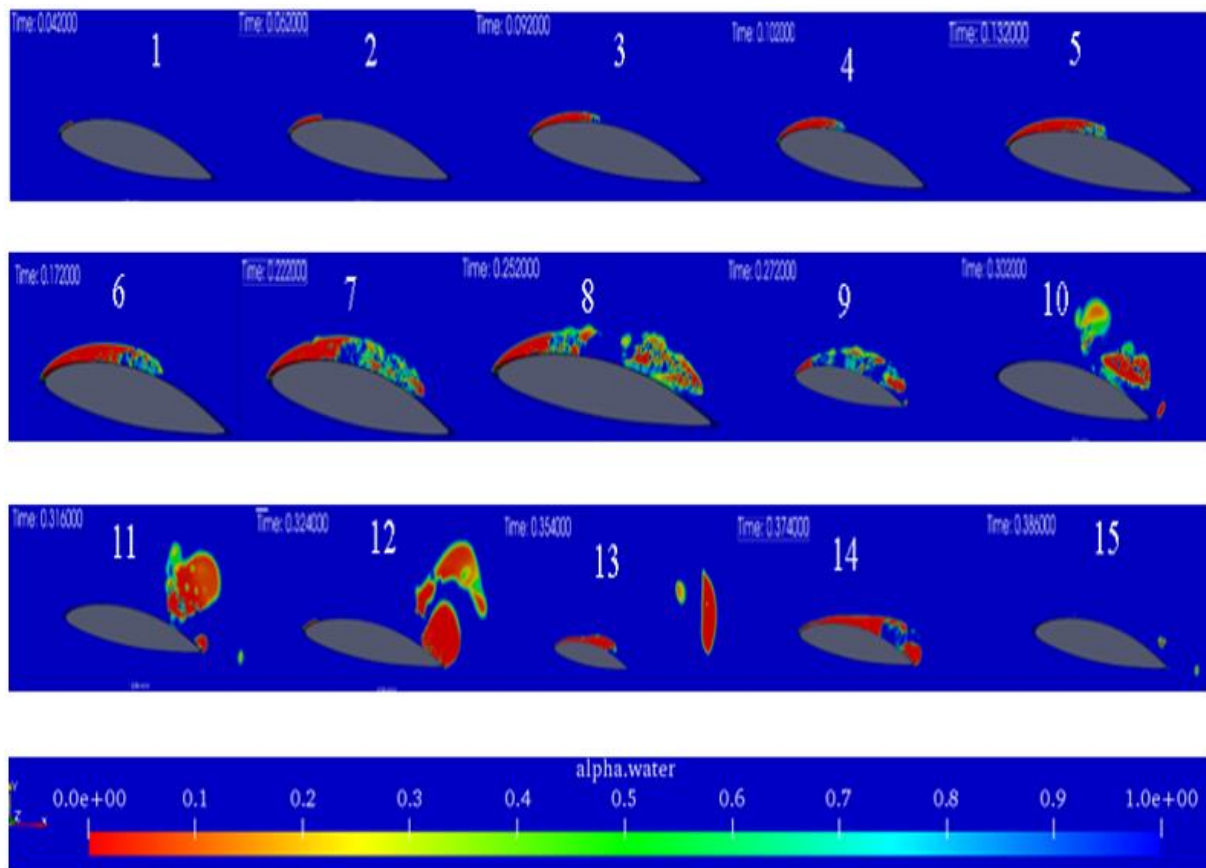 Time: 0.042000
1
Time: 0.062000
2
Time: 0.092000
3
Time: 0.102000
4
Time: 0.132000
5
Time: 0.172000
6
Time: 0.222000
7
Time: 0.252000
8
Time: 0.272000
9
Time: 0.302000
10
Time: 0.316000
11
Time: 0.324000
12
Time: 0.354000
13
Time: 0.374000
14
Time: 0.386000
15
alpha.water
0.0e+00 0.1 0.2 0.3 0.4 0.5 0.6 0.7 0.8 0.9 1.0e+00
Y
Z X